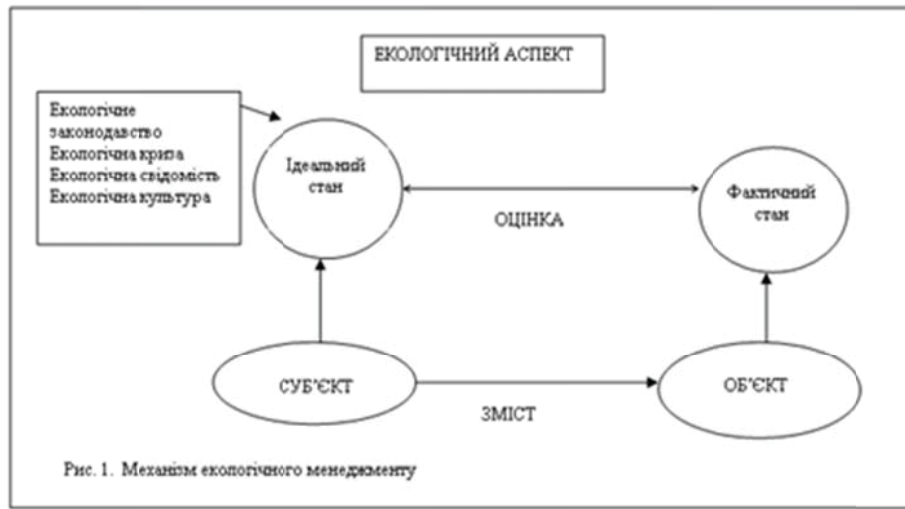 ЕКОЛОГІЧНИЙ АСПЕКТ
Екологічне
законодавство
Екологічна криза
Екологічна свідомість
Екологічна культура
Ідеальний
стан
Фактичний
стан
ОЦІНКА
СУБ'ЄКТ
ОБ'ЄКТ
ЗМІСТ
Рис. 1. Механізм екологічного менеджменту